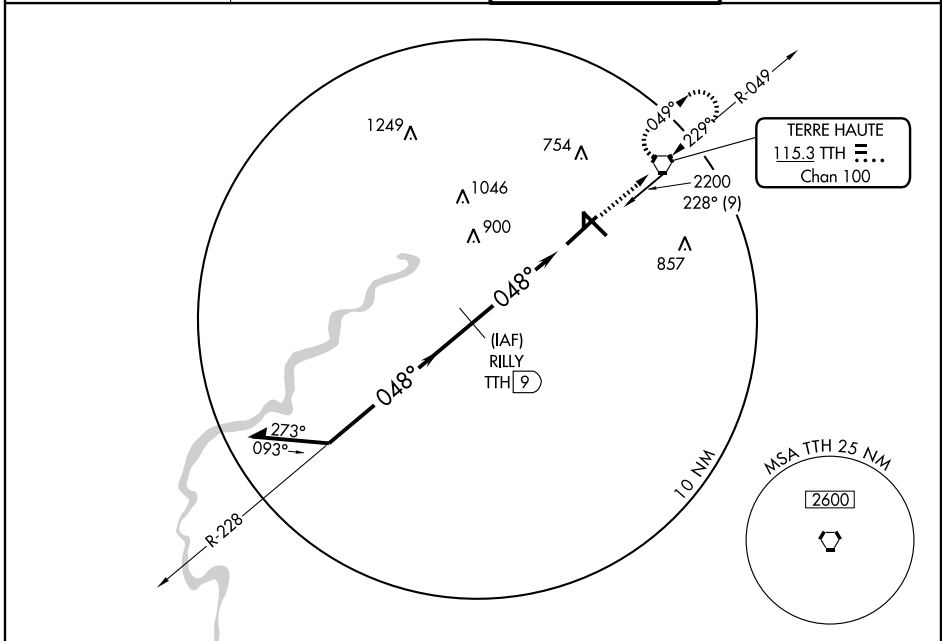 R-049
049°
229°
TERRE HAUTE
115.3 TTH
Chan 100
1249
754
1046
2200
228° (9)
900
857
048°
(IAF)
RILLY
TTH 9
048°
273°
093°
10 NM
MSA TTH 25 NM
2600
R-228